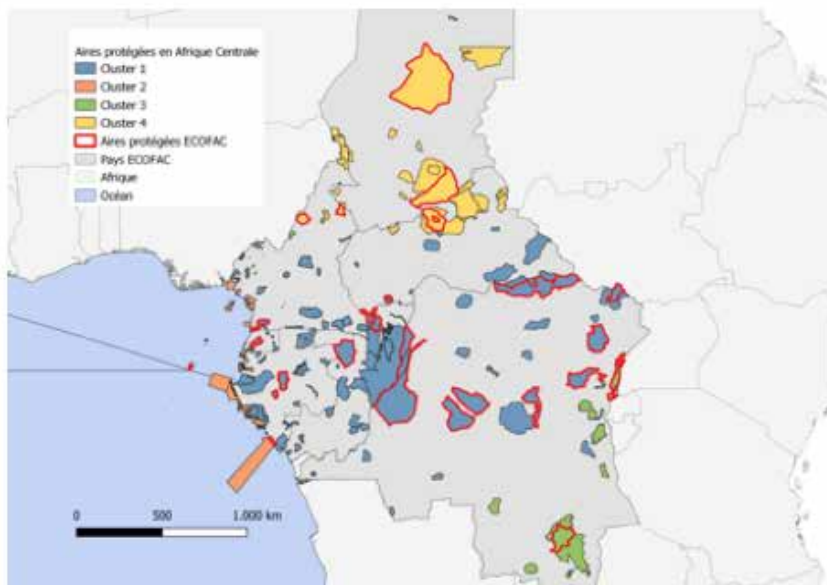 Aires protégées en Afrique Centrale
Cluster 1
Cluster 2
Cluster 3
Cluster 4
Aires protégées ECOFAC
Pays ECOFAC
Afrique
Océan
0 500 1.000 km